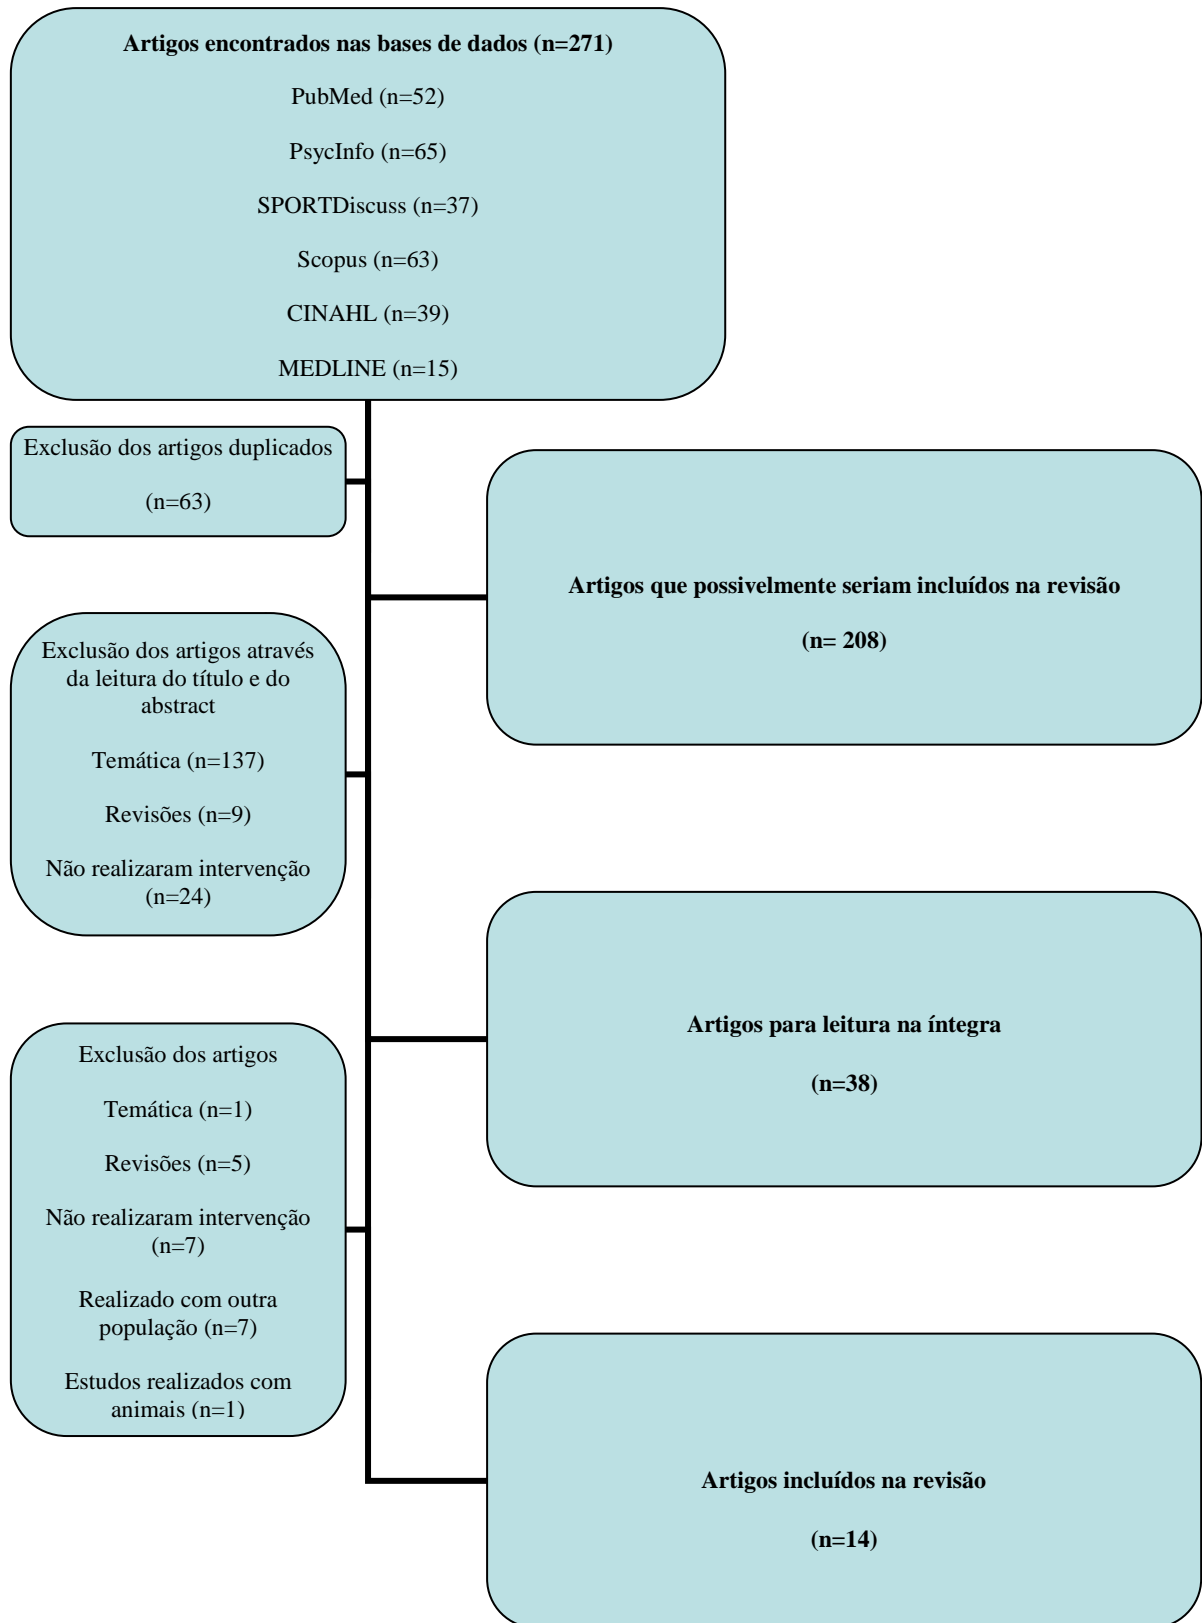 Artigos encontrados nas bases de dados (n=271)
PubMed (n=52)
PsycInfo (n=65)
SPORTDiscuss (n=37)
Scopus (n=63)
CINAHL (n=39)
MEDLINE (n=15)
Exclusão dos artigos duplicados
(n=63)
Artigos que possivelmente seriam incluídos na revisão
(n= 208)
Exclusão dos artigos através
da leitura do título e do
abstract
Temática (n=137)
Revisões (n=9)
Não realizaram intervenção
(n=24)
Artigos para leitura na íntegra
(n=38)
Exclusão dos artigos
Temática (n=1)
Revisões (n=5)
Não realizaram intervenção
(n=7)
Realizado com outra
população (n=7)
Estudos realizados com
animais (n=1)
Artigos incluídos na revisão
(n=14)